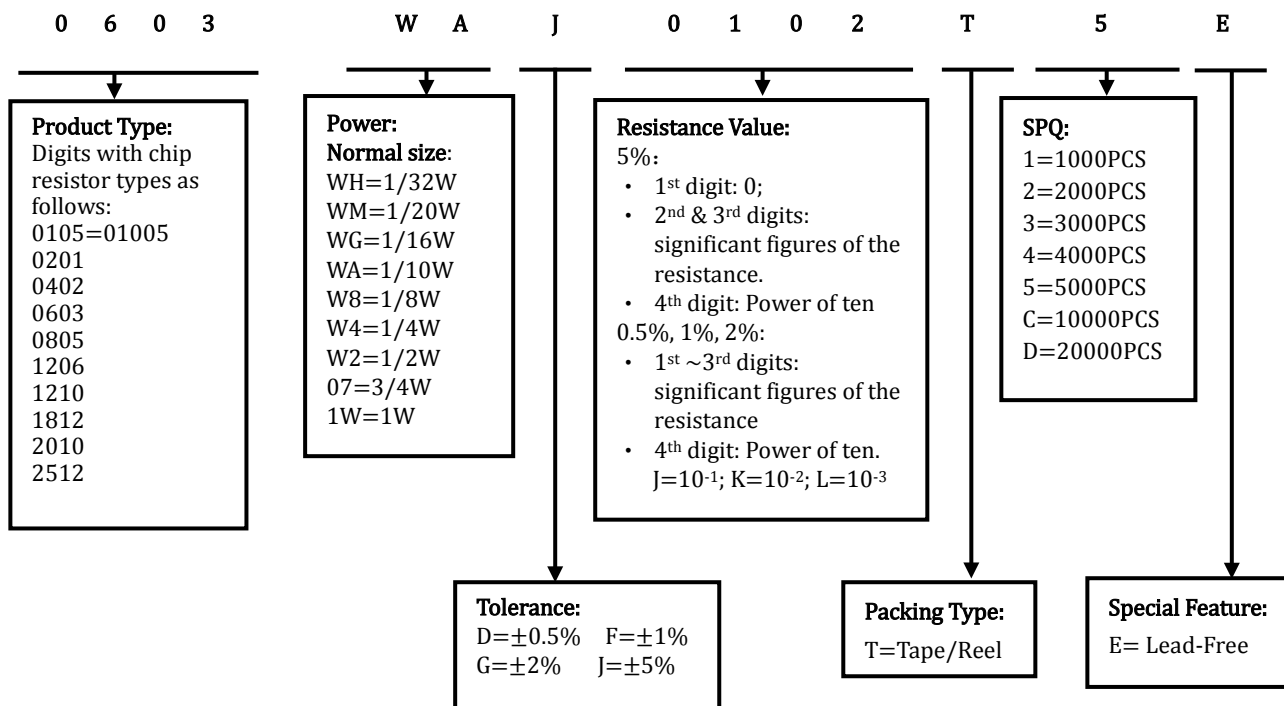 0 6 0 3 W A J 0 1 0 2 T 5 E
Product Type:
Digits with chip
resistor types as
follows:
0105=01005
0201
0402
0603
0805
1206
1210
1812
2010
2512
Power:
Normal size:
WH=1/32W
WM=1/20W
WG=1/16W
WA=1/10W
W8=1/8W
W4=1/4W
W2=1/2W
07=3/4W
1W=1W
Resistance Value:
5%:
• 1st digit: 0;
• 2nd & 3rd digits:
significant figures of the
resistance.
• 4th digit: Power of ten
0.5%, 1%, 2%:
• 1st ~3rd digits:
significant figures of the
resistance
• 4th digit: Power of ten.
J=10-1; K=10-2; L=10-3
SPQ:
1=1000PCS
2=2000PCS
3=3000PCS
4=4000PCS
5=5000PCS
C=10000PCS
D=20000PCS
Tolerance:
D=±0.5% F=±1%
G=±2% J=±5%
Packing Type:
T=Tape/Reel
Special Feature:
E= Lead-Free